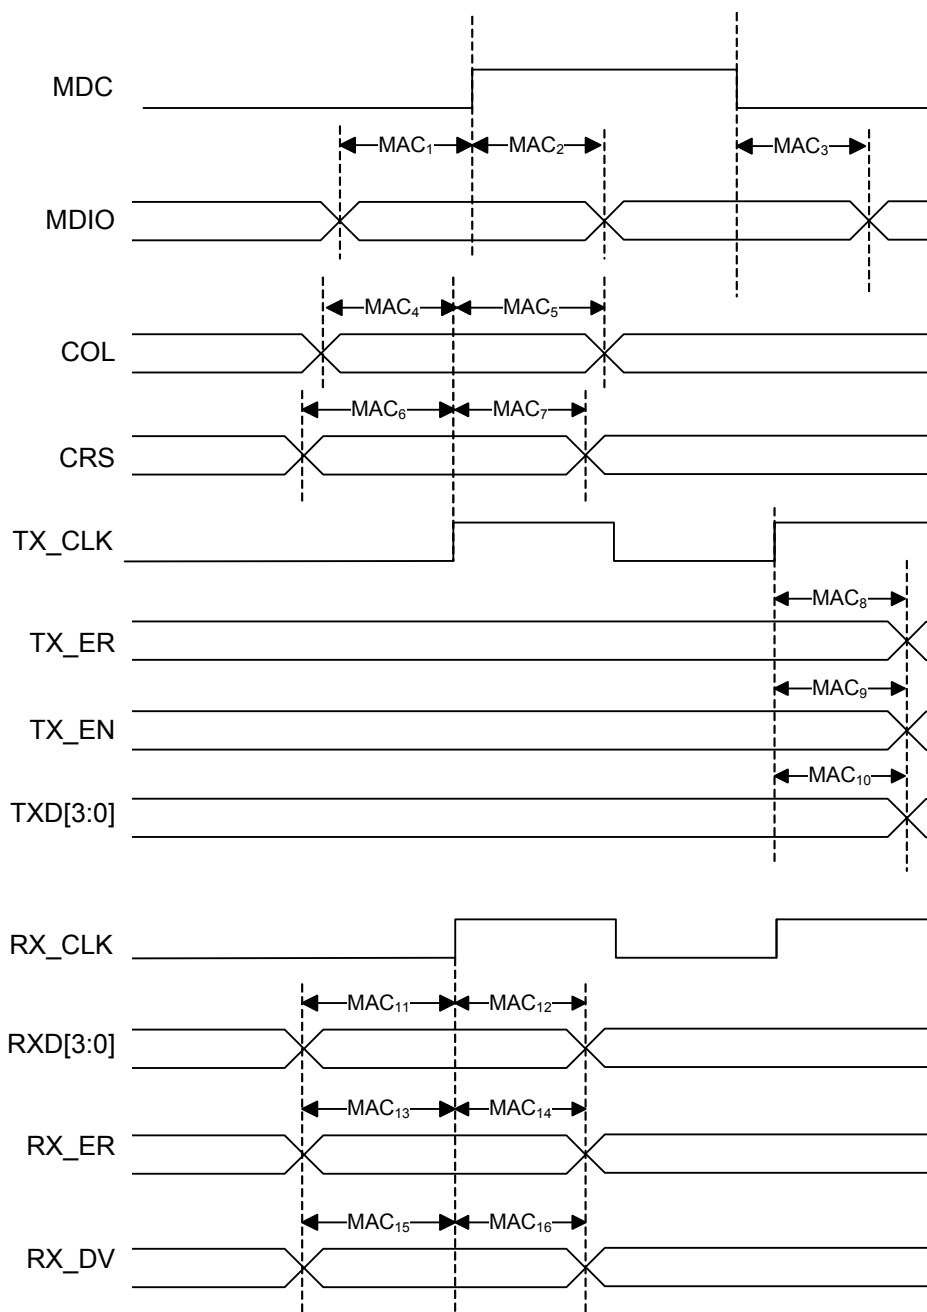 MDC
MAC₁ MAC₂ MAC₃
MDIO
MAC₄ MAC₅
COL
MAC₆ MAC₇
CRS
TX_CLK
MAC₈
TX_ER
MAC₉
TX_EN
MAC₁₀
TXD[3:0]
RX_CLK
MAC₁₁ MAC₁₂
RXD[3:0]
MAC₁₃ MAC₁₄
RX_ER
MAC₁₅ MAC₁₆
RX_DV